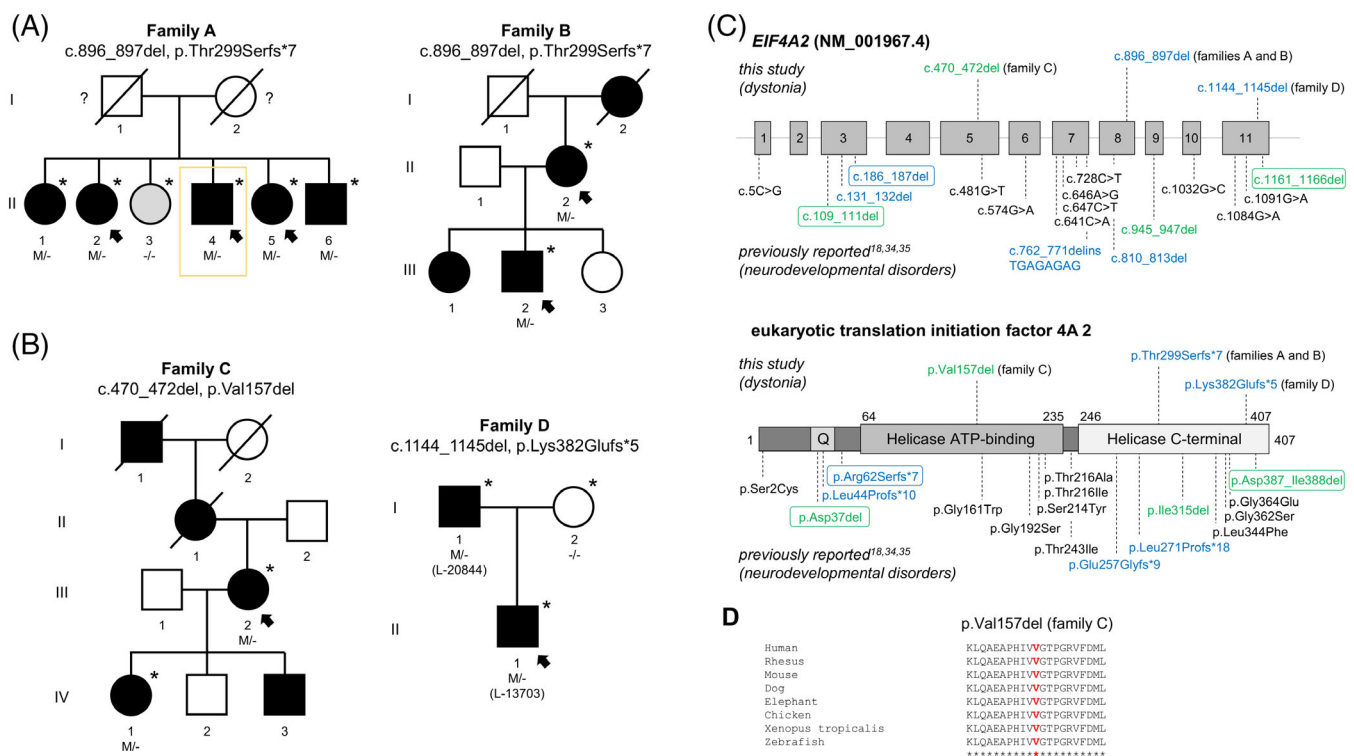 (A)
Family A
c.896_897del, p.Thr299Serfs*7
I
? ?
1 2
* * * * * *
II
1 2 3 4 5 6
M/- M/- -/- M/- M/- M/-
Family B
c.896_897del, p.Thr299Serfs*7
I
1 2
*
II
1 2
M/-
*
III
1 2 3
M/-
(B)
Family C
c.470_472del, p.Val157del
I
1 2
II
1 2
*
III
1 2
M/-
*
IV
1 2 3
M/-
Family D
c.1144_1145del, p.Lys382Glufs*5
* *
I
1 2
M/- -/-
(L-20844)
*
II
1
M/-
(L-13703)
(C)
EIF4A2 (NM_001967.4)
this study
(dystonia)
c.470_472del (family C)
c.896_897del (families A and B)
c.1144_1145del (family D)
1 2 3 4 5 6 7 8 9 10 11
c.5C>G
c.186_187del
c.131_132del
c.109_111del
c.481G>T
c.574G>A
c.728C>T
c.646A>G
c.647C>T
c.641C>A
c.762_771delins
TGAGAGAG
c.810_813del
c.945_947del
c.1032G>C
c.1161_1166del
c.1091G>A
c.1084G>A
previously reported18,34,35
(neurodevelopmental disorders)
eukaryotic translation initiation factor 4A 2
this study
(dystonia)
p.Val157del (family C)
p.Thr299Serfs*7 (families A and B)
p.Lys382Glufs*5 (family D)
64 235 246 407
1 Q Helicase ATP-binding Helicase C-terminal 407
p.Ser2Cys
p.Arg62Serfs*7
p.Leu44Profs*10
p.Asp37del
p.Gly161Trp
p.Gly192Ser
p.Thr216Ala
p.Thr216Ile
p.Ser214Tyr
p.Thr243Ile
p.Glu257Glyfs*9
p.Leu271Profs*18
p.Ile315del
p.Asp387_Ile388del
p.Gly364Glu
p.Gly362Ser
p.Leu344Phe
previously reported18,34,35
(neurodevelopmental disorders)
D
p.Val157del (family C)
Human KLQAEAPHIVVGTPGRVFDML
Rhesus KLQAEAPHIVVGTPGRVFDML
Mouse KLQAEAPHIVVGTPGRVFDML
Dog KLQAEAPHIVVGTPGRVFDML
Elephant KLQAEAPHIVVGTPGRVFDML
Chicken KLQAEAPHIVVGTPGRVFDML
Xenopus tropicalis KLQAEAPHIVVGTPGRVFDML
Zebrafish KLQAEAPHIVVGTPGRVFDML
*********************